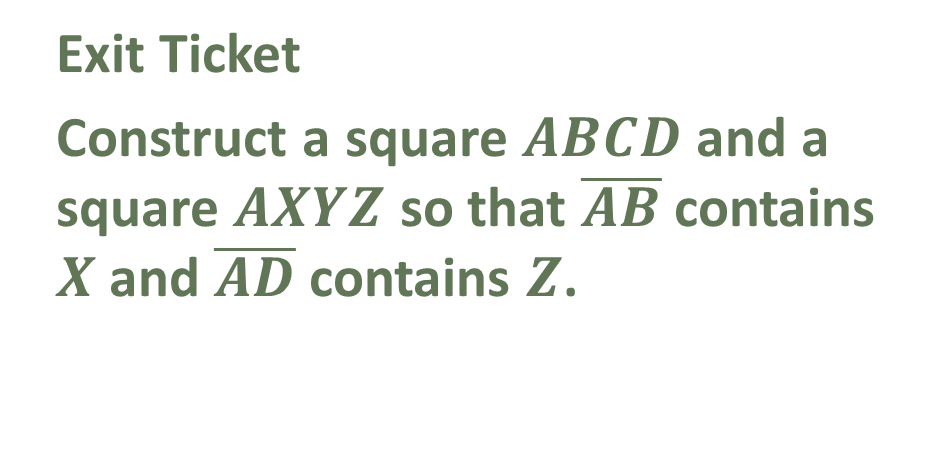 Exit Ticket
Construct a square ABCD and a
square AXYZ so that AB contains
X and AD contains Z.